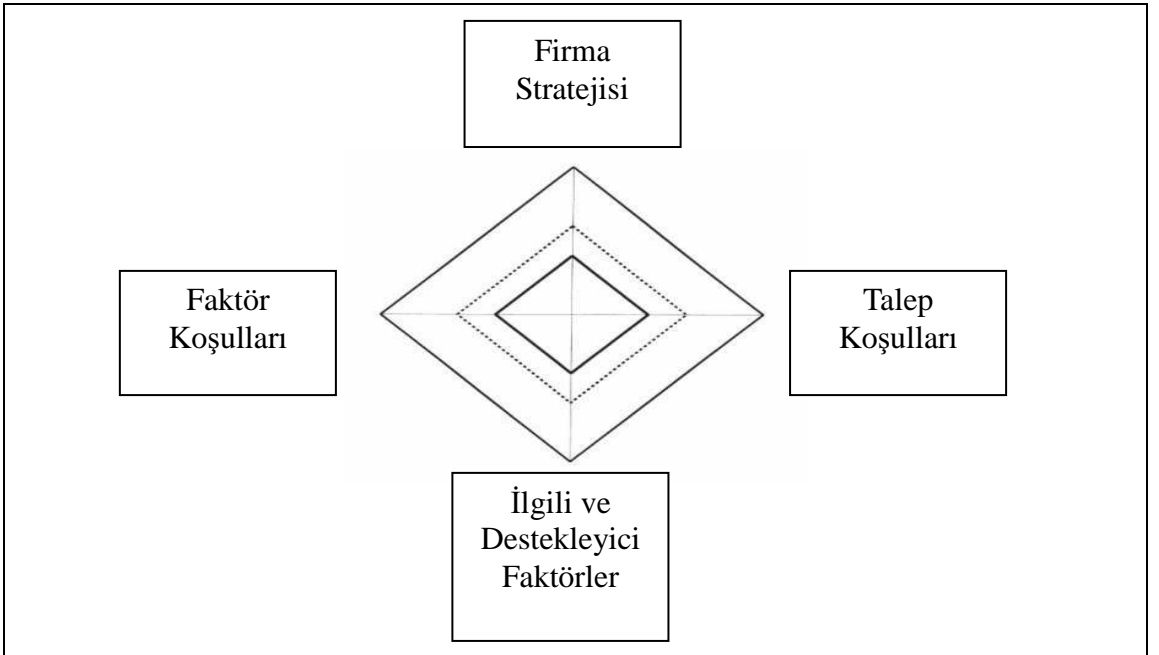 Firma
Stratejisi
Faktör
Koşulları
Talep
Koşulları
İlgili ve
Destekleyici
Faktörler